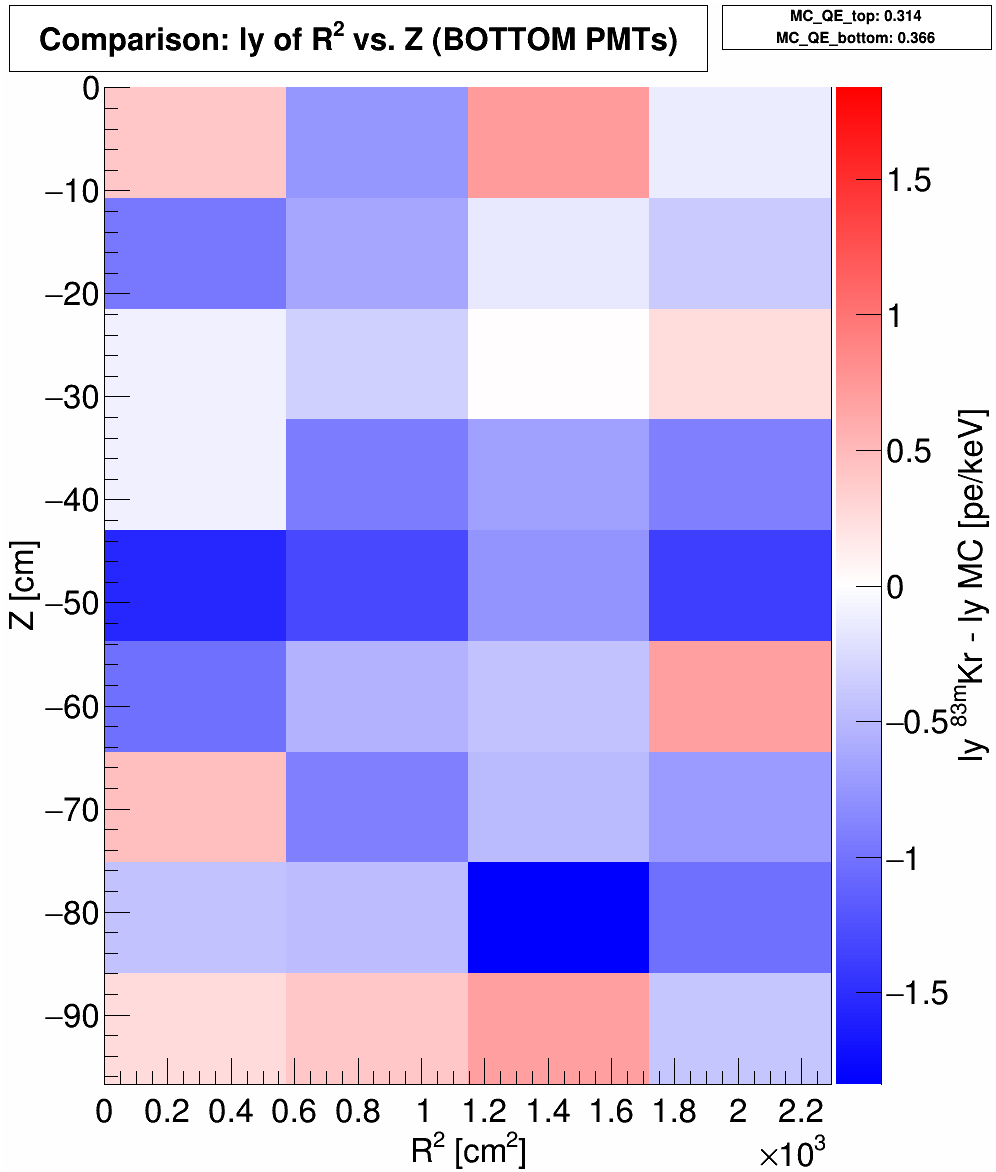 Comparison: ly of R² vs. Z (BOTTOM PMTs)
MC_QE_top: 0.314
MC_QE_bottom: 0.366
0
−10
−20
−30
−40
−50
−60
−70
−80
−90
Z [cm]
0 0.2 0.4 0.6 0.8 1 1.2 1.4 1.6 1.8 2 2.2
R² [cm²]
×10³
1.5
1
0.5
0
−0.5
−1
−1.5
ly ⁸³ᵐKr - ly MC [pe/keV]